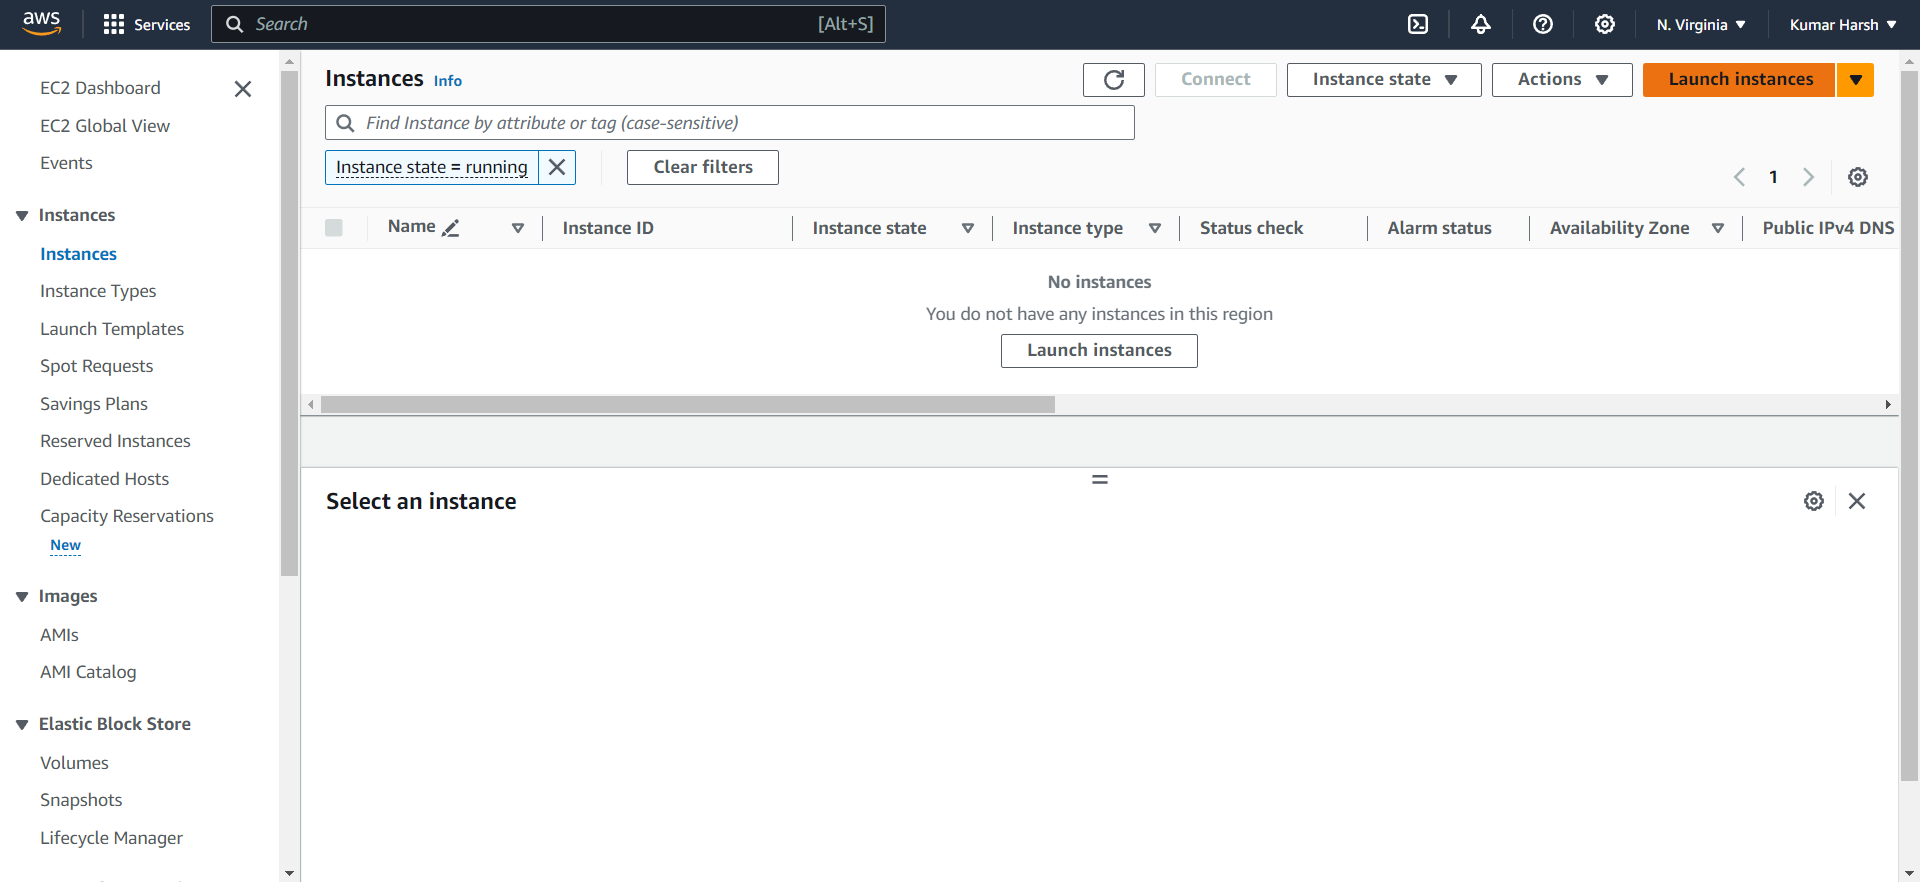 aws
Services
Search
[Alt+S]
N. Virginia
Kumar Harsh
EC2 Dashboard
EC2 Global View
Events
Instances
Instances
Instance Types
Launch Templates
Spot Requests
Savings Plans
Reserved Instances
Dedicated Hosts
Capacity Reservations
New
Images
AMIs
AMI Catalog
Elastic Block Store
Volumes
Snapshots
Lifecycle Manager
Instances Info
Connect
Instance state
Actions
Launch instances
Find Instance by attribute or tag (case-sensitive)
Instance state = running
Clear filters
1
Name
Instance ID
Instance state
Instance type
Status check
Alarm status
Availability Zone
Public IPv4 DNS
No instances
You do not have any instances in this region
Launch instances
Select an instance